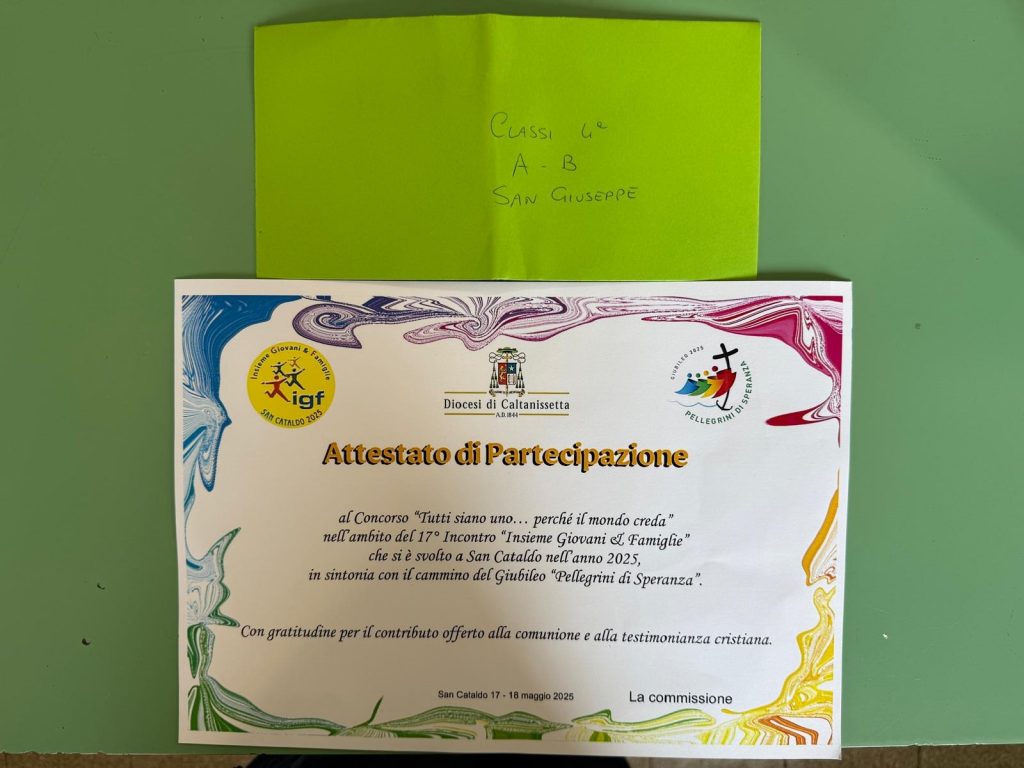 CLASSI 4ª
A - B
SAN GIUSEPPE
Insieme Giovani & Famiglie
igf
SAN CATALDO 2025
Diocesi di Caltanissetta
A.D. 1844
GIUBILEO 2025
PELLEGRINI DI SPERANZA
Attestato di Partecipazione
al Concorso “Tutti siano uno… perché il mondo creda”
nell’ambito del 17° Incontro “Insieme Giovani & Famiglie”
che si è svolto a San Cataldo nell’anno 2025,
in sintonia con il cammino del Giubileo “Pellegrini di Speranza”.
Con gratitudine per il contributo offerto alla comunione e alla testimonianza cristiana.
San Cataldo 17 - 18 maggio 2025
La commissione